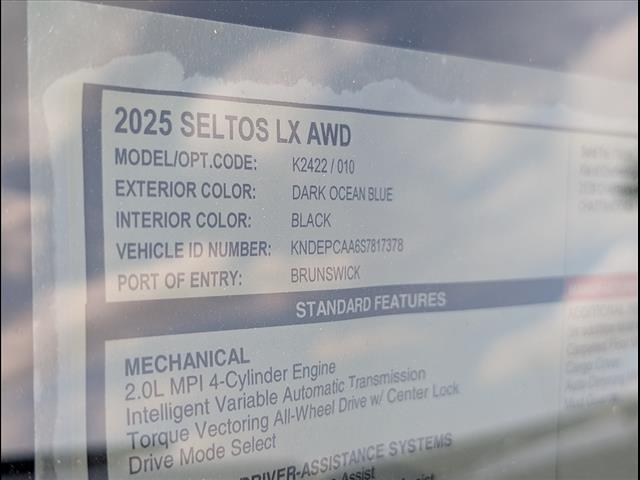 2025 SELTOS LX AWD
MODEL/OPT.CODE: K2422 / 010
EXTERIOR COLOR: DARK OCEAN BLUE
INTERIOR COLOR: BLACK
VEHICLE ID NUMBER: KNDEPCAA6S7817378
PORT OF ENTRY: BRUNSWICK
STANDARD FEATURES
MECHANICAL
2.0L MPI 4-Cylinder Engine
Intelligent Variable Automatic Transmission
Torque Vectoring All-Wheel Drive w/ Center Lock
Drive Mode Select
DRIVER-ASSISTANCE SYSTEMS
Assist